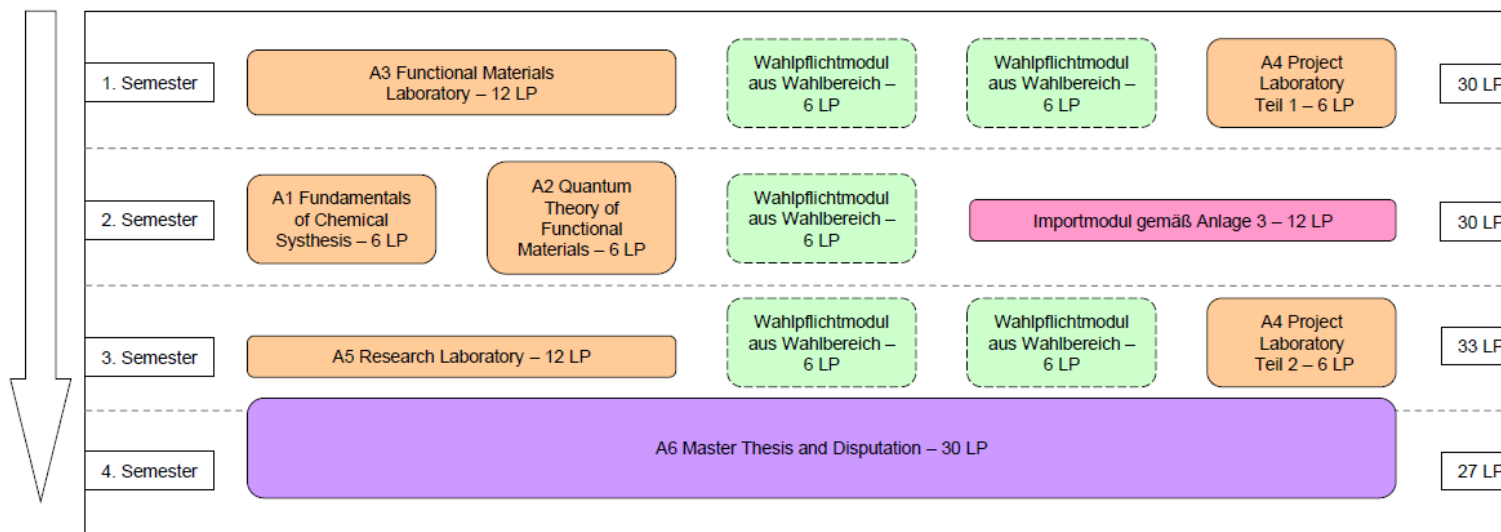 1. Semester
A3 Functional Materials
Laboratory – 12 LP
Wahlpflichtmodul
aus Wahlbereich –
6 LP
Wahlpflichtmodul
aus Wahlbereich –
6 LP
A4 Project
Laboratory
Teil 1 – 6 LP
30 LP
2. Semester
A1 Fundamentals
of Chemical
Systhesis – 6 LP
A2 Quantum
Theory of
Functional
Materials – 6 LP
Wahlpflichtmodul
aus Wahlbereich –
6 LP
Importmodul gemäß Anlage 3 – 12 LP
30 LP
3. Semester
A5 Research Laboratory – 12 LP
Wahlpflichtmodul
aus Wahlbereich –
6 LP
Wahlpflichtmodul
aus Wahlbereich –
6 LP
A4 Project
Laboratory
Teil 2 – 6 LP
33 LP
4. Semester
A6 Master Thesis and Disputation – 30 LP
27 LP